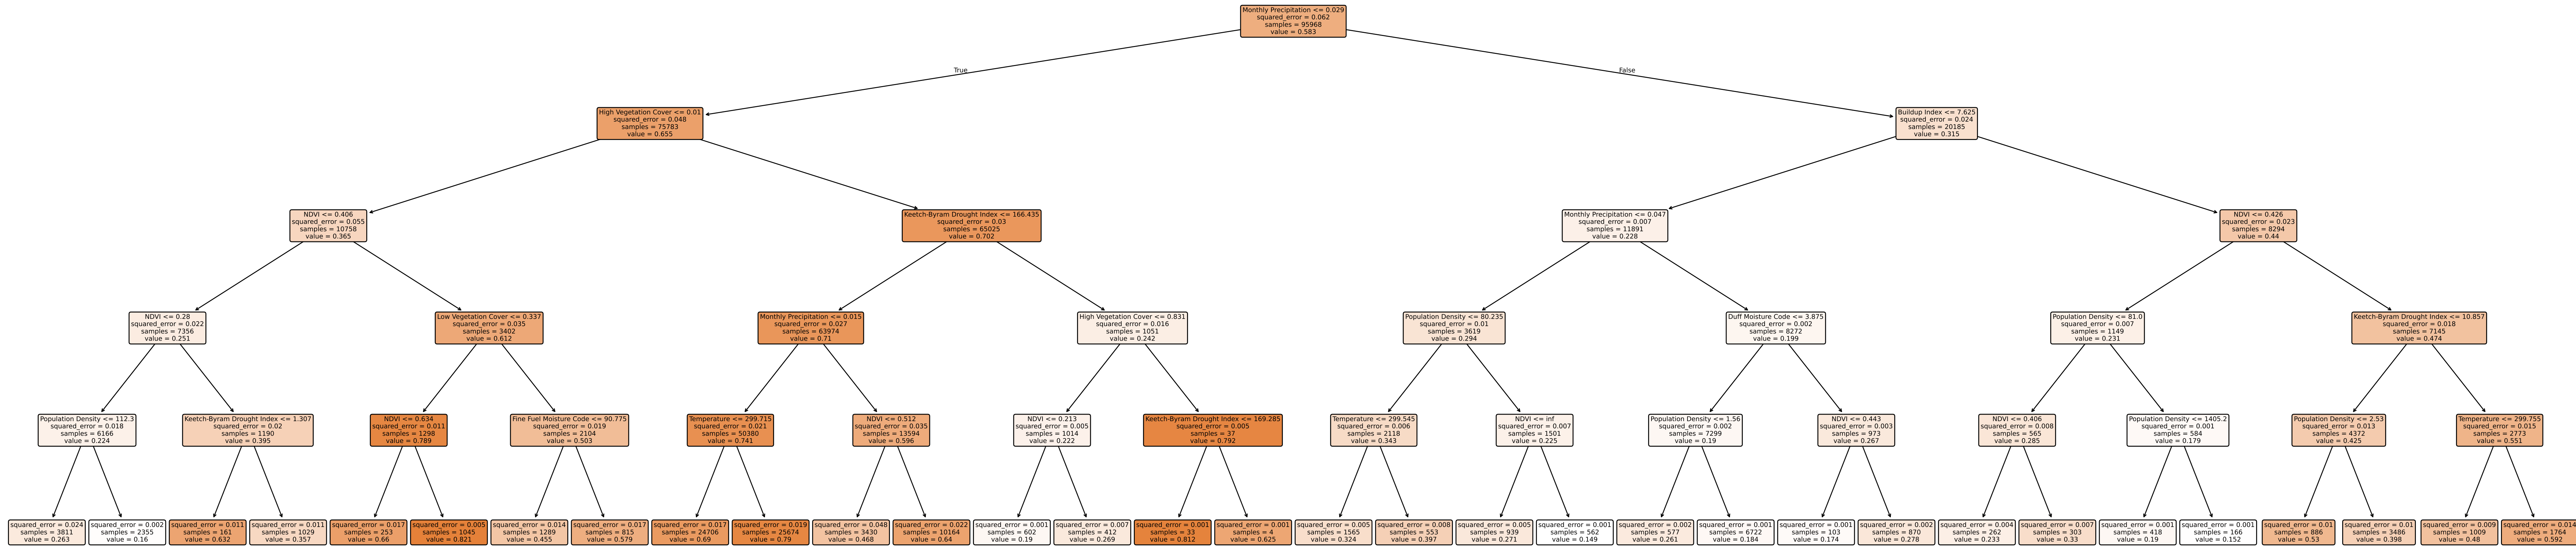 Monthly Precipitation <= 0.029
squared_error = 0.062
samples = 95968
value = 0.583
True
False
High Vegetation Cover <= 0.01
squared_error = 0.048
samples = 75783
value = 0.655
Buildup Index <= 7.625
squared_error = 0.024
samples = 20185
value = 0.315
NDVI <= 0.406
squared_error = 0.055
samples = 10758
value = 0.365
Keetch-Byram Drought Index <= 166.435
squared_error = 0.03
samples = 65025
value = 0.702
Monthly Precipitation <= 0.047
squared_error = 0.007
samples = 11891
value = 0.228
NDVI <= 0.426
squared_error = 0.023
samples = 8294
value = 0.44
NDVI <= 0.28
squared_error = 0.022
samples = 7356
value = 0.251
Low Vegetation Cover <= 0.337
squared_error = 0.035
samples = 3402
value = 0.612
Monthly Precipitation <= 0.015
squared_error = 0.027
samples = 63974
value = 0.71
High Vegetation Cover <= 0.831
squared_error = 0.016
samples = 1051
value = 0.242
Population Density <= 80.235
squared_error = 0.01
samples = 3619
value = 0.294
Duff Moisture Code <= 3.875
squared_error = 0.002
samples = 8272
value = 0.199
Population Density <= 81.0
squared_error = 0.007
samples = 1149
value = 0.231
Keetch-Byram Drought Index <= 10.857
squared_error = 0.018
samples = 7145
value = 0.474
Population Density <= 112.3
squared_error = 0.018
samples = 6166
value = 0.224
Keetch-Byram Drought Index <= 1.307
squared_error = 0.02
samples = 1190
value = 0.395
NDVI <= 0.634
squared_error = 0.011
samples = 1298
value = 0.789
Fine Fuel Moisture Code <= 90.775
squared_error = 0.019
samples = 2104
value = 0.503
Temperature <= 299.715
squared_error = 0.021
samples = 50380
value = 0.741
NDVI <= 0.512
squared_error = 0.035
samples = 13594
value = 0.596
NDVI <= 0.213
squared_error = 0.005
samples = 1014
value = 0.222
Keetch-Byram Drought Index <= 169.285
squared_error = 0.005
samples = 37
value = 0.792
Temperature <= 299.545
squared_error = 0.006
samples = 2118
value = 0.343
NDVI <= inf
squared_error = 0.007
samples = 1501
value = 0.225
Population Density <= 1.56
squared_error = 0.002
samples = 7299
value = 0.19
NDVI <= 0.443
squared_error = 0.003
samples = 973
value = 0.267
NDVI <= 0.406
squared_error = 0.008
samples = 565
value = 0.285
Population Density <= 1405.2
squared_error = 0.001
samples = 584
value = 0.179
Population Density <= 2.53
squared_error = 0.013
samples = 4372
value = 0.425
Temperature <= 299.755
squared_error = 0.015
samples = 2773
value = 0.551
squared_error = 0.024
samples = 3811
value = 0.263
squared_error = 0.002
samples = 2355
value = 0.16
squared_error = 0.011
samples = 161
value = 0.632
squared_error = 0.011
samples = 1029
value = 0.357
squared_error = 0.017
samples = 253
value = 0.66
squared_error = 0.005
samples = 1045
value = 0.821
squared_error = 0.014
samples = 1289
value = 0.455
squared_error = 0.017
samples = 815
value = 0.579
squared_error = 0.017
samples = 24706
value = 0.69
squared_error = 0.019
samples = 25674
value = 0.79
squared_error = 0.048
samples = 3430
value = 0.468
squared_error = 0.022
samples = 10164
value = 0.64
squared_error = 0.001
samples = 602
value = 0.19
squared_error = 0.007
samples = 412
value = 0.269
squared_error = 0.001
samples = 33
value = 0.812
squared_error = 0.001
samples = 4
value = 0.625
squared_error = 0.005
samples = 1565
value = 0.324
squared_error = 0.008
samples = 553
value = 0.397
squared_error = 0.005
samples = 939
value = 0.271
squared_error = 0.001
samples = 562
value = 0.149
squared_error = 0.002
samples = 577
value = 0.261
squared_error = 0.001
samples = 6722
value = 0.184
squared_error = 0.001
samples = 103
value = 0.174
squared_error = 0.002
samples = 870
value = 0.278
squared_error = 0.004
samples = 262
value = 0.233
squared_error = 0.007
samples = 303
value = 0.33
squared_error = 0.001
samples = 418
value = 0.19
squared_error = 0.001
samples = 166
value = 0.152
squared_error = 0.01
samples = 886
value = 0.53
squared_error = 0.01
samples = 3486
value = 0.398
squared_error = 0.009
samples = 1009
value = 0.48
squared_error = 0.014
samples = 1764
value = 0.592